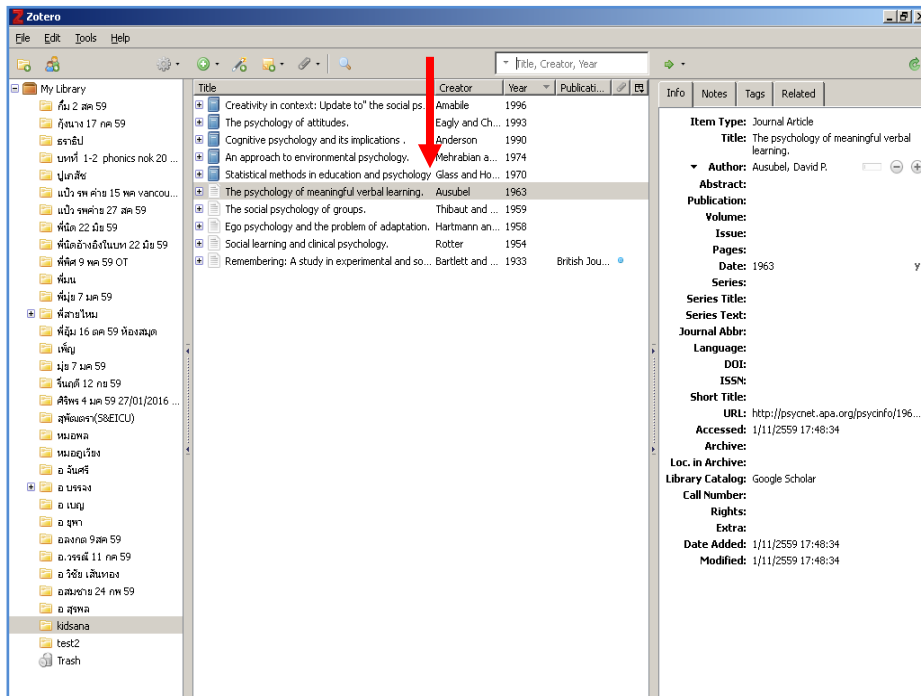 Zotero
File Edit Tools Help
Title, Creator, Year
My Library
กิ๊ม 2 สค 59
กุ้งนาง 17 กค 59
ธราธิป
บทที่ 1-2 phonics nok 20 ...
ปูเกสัช
แป๋ว รพ ค่าย 15 พค vancou...
แป๋ว รพค่าย 27 สค 59
พี่นิด 22 มิย 59
พี่นิดอ้างอิงในบท 22 มิย 59
พี่พิศ 9 พค 59 OT
พี่มน
พี่มุ่ย 7 มค 59
พี่สายไหม
พี่อุ้ม 16 ตค 59 ห้องสมุด
เพ็ญ
มุ่ย 7 มค 59
รื่นฤดี 12 กย 59
ศิริพร 4 มค 59 27/01/2016 ...
สุพัฒตรา(S&EICU)
หมอพล
หมอภูเวียง
อ จันศรี
อ บรรจง
อ เบญ
อ ยุพา
อลงกต 9สค 59
อ.วรรณี 11 กค 59
อ วิชัย เส้นทอง
อสมชาย 24 กพ 59
อ สุรพล
kidsana
test2
Trash
Title Creator Year Publicati...
Creativity in context: Update to" the social ps... Amabile 1996
The psychology of attitudes. Eagly and Ch... 1993
Cognitive psychology and its implications . Anderson 1990
An approach to environmental psychology. Mehrabian a... 1974
Statistical methods in education and psychology Glass and Ho... 1970
The psychology of meaningful verbal learning. Ausubel 1963
The social psychology of groups. Thibaut and ... 1959
Ego psychology and the problem of adaptation. Hartmann an... 1958
Social learning and clinical psychology. Rotter 1954
Remembering: A study in experimental and so... Bartlett and ... 1933 British Jou...
Info Notes Tags Related
Item Type: Journal Article
Title: The psychology of meaningful verbal
learning.
Author: Ausubel, David P.
Abstract:
Publication:
Volume:
Issue:
Pages:
Date: 1963 y
Series:
Series Title:
Series Text:
Journal Abbr:
Language:
DOI:
ISSN:
Short Title:
URL: http://psycnet.apa.org/psycinfo/196...
Accessed: 1/11/2559 17:48:34
Archive:
Loc. in Archive:
Library Catalog: Google Scholar
Call Number:
Rights:
Extra:
Date Added: 1/11/2559 17:48:34
Modified: 1/11/2559 17:48:34